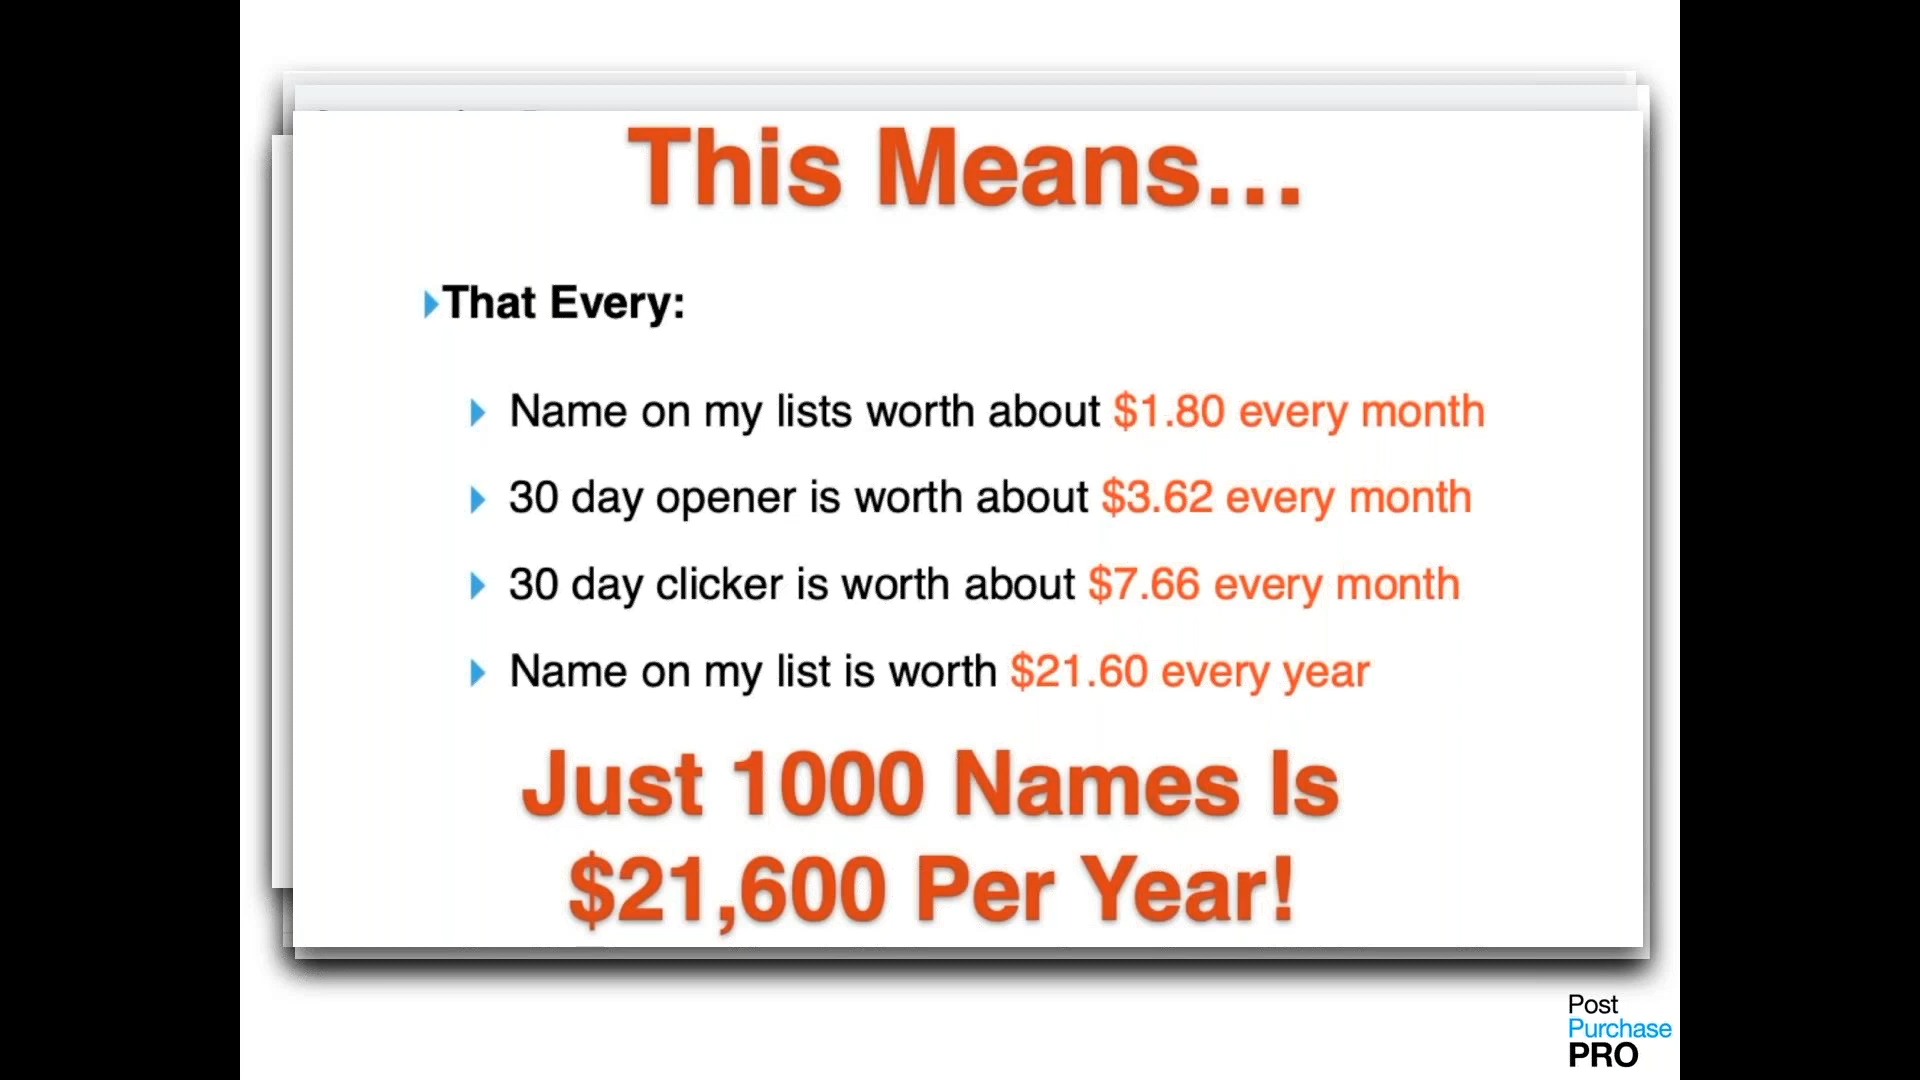 This Means...
That Every:
Name on my lists worth about $1.80 every month
30 day opener is worth about $3.62 every month
30 day clicker is worth about $7.66 every month
Name on my list is worth $21.60 every year
Just 1000 Names Is
$21,600 Per Year!
Post
Purchase
PRO